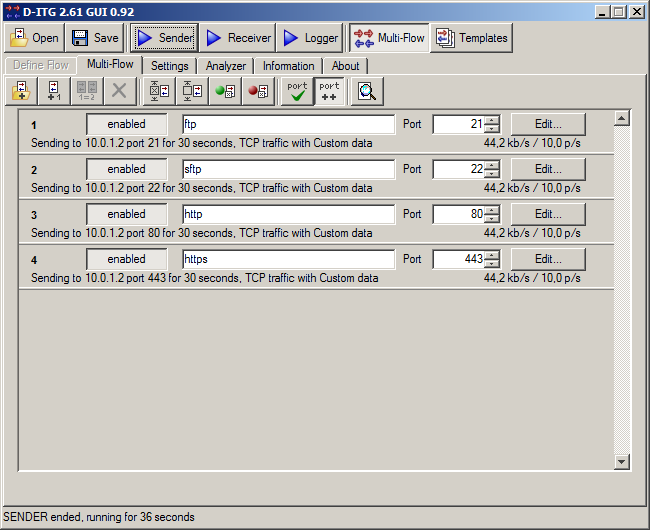 D-ITG 2.61 GUI 0.92
Open Save Sender Receiver Logger Multi-Flow Templates
Define Flow Multi-Flow Settings Analyzer Information About
+1 1=2 port port ++
1 enabled ftp Port 21 Edit...
Sending to 10.0.1.2 port 21 for 30 seconds, TCP traffic with Custom data 44,2 kb/s / 10,0 p/s
2 enabled sftp Port 22 Edit...
Sending to 10.0.1.2 port 22 for 30 seconds, TCP traffic with Custom data 44,2 kb/s / 10,0 p/s
3 enabled http Port 80 Edit...
Sending to 10.0.1.2 port 80 for 30 seconds, TCP traffic with Custom data 44,2 kb/s / 10,0 p/s
4 enabled https Port 443 Edit...
Sending to 10.0.1.2 port 443 for 30 seconds, TCP traffic with Custom data 44,2 kb/s / 10,0 p/s
SENDER ended, running for 36 seconds